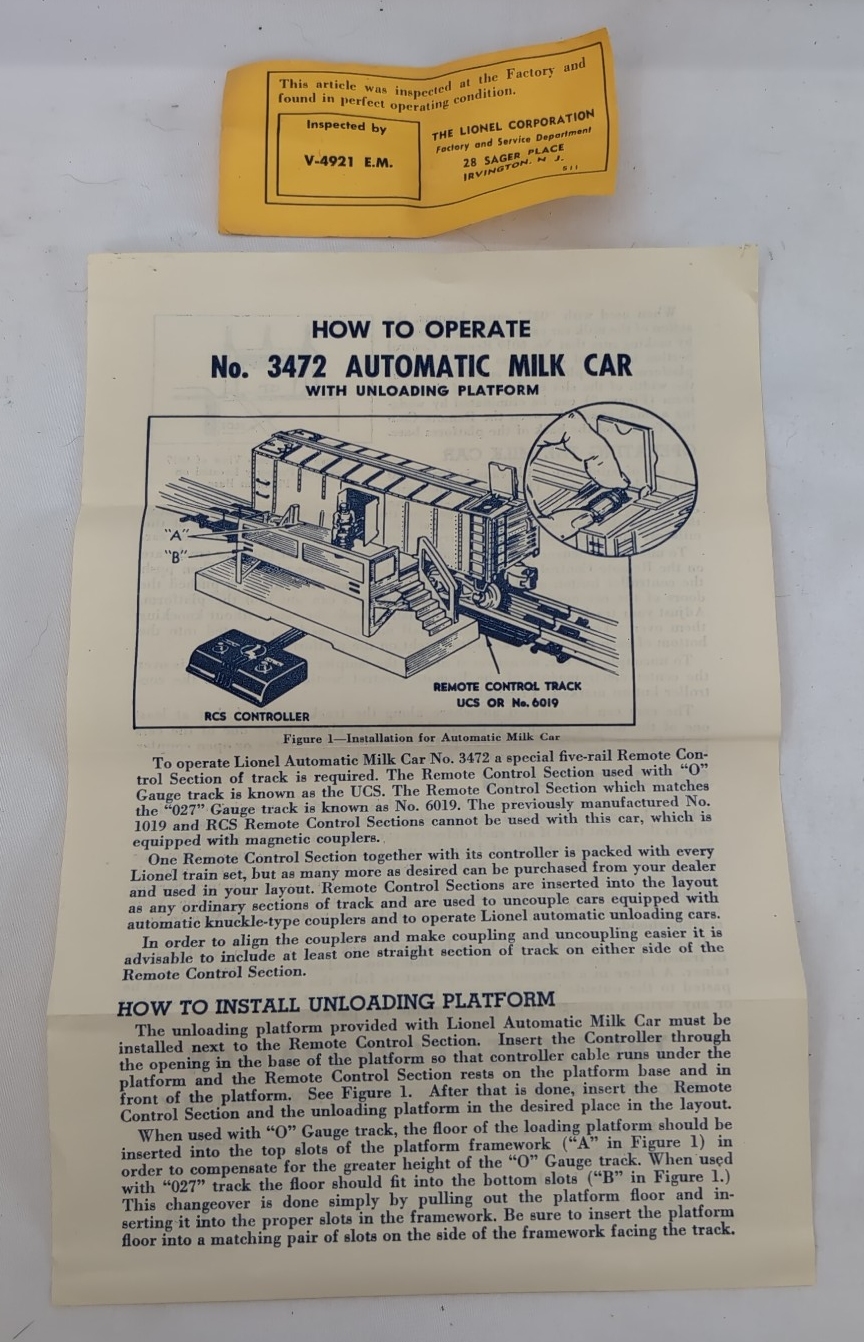 This article was inspected at the Factory and
found in perfect operating condition.
Inspected by
V-4921 E.M.
THE LIONEL CORPORATION
Factory and Service Department
28 SAGER PLACE
IRVINGTON, N. J.
511
HOW TO OPERATE
No. 3472 AUTOMATIC MILK CAR
WITH UNLOADING PLATFORM
"A"
"B"
RCS CONTROLLER
REMOTE CONTROL TRACK
UCS OR No. 6019
Figure 1—Installation for Automatic Milk Car
To operate Lionel Automatic Milk Car No. 3472 a special five-rail Remote Con-
trol Section of track is required. The Remote Control Section used with "O"
Gauge track is known as the UCS. The Remote Control Section which matches
the "027" Gauge track is known as No. 6019. The previously manufactured No.
1019 and RCS Remote Control Sections cannot be used with this car, which is
equipped with magnetic couplers.
One Remote Control Section together with its controller is packed with every
Lionel train set, but as many more as desired can be purchased from your dealer
and used in your layout. Remote Control Sections are inserted into the layout
as any ordinary sections of track and are used to uncouple cars equipped with
automatic knuckle-type couplers and to operate Lionel automatic unloading cars.
In order to align the couplers and make coupling and uncoupling easier it is
advisable to include at least one straight section of track on either side of the
Remote Control Section.
HOW TO INSTALL UNLOADING PLATFORM
The unloading platform provided with Lionel Automatic Milk Car must be
installed next to the Remote Control Section. Insert the Controller through
the opening in the base of the platform so that controller cable runs under the
platform and the Remote Control Section rests on the platform base and in
front of the platform. See Figure 1. After that is done, insert the Remote
Control Section and the unloading platform in the desired place in the layout.
When used with "O" Gauge track, the floor of the loading platform should be
inserted into the top slots of the platform framework ("A" in Figure 1) in
order to compensate for the greater height of the "O" Gauge track. When used
with "027" track the floor should fit into the bottom slots ("B" in Figure 1.)
This changeover is done simply by pulling out the platform floor and in-
serting it into the proper slots in the framework. Be sure to insert the platform
floor into a matching pair of slots on the side of the framework facing the track.